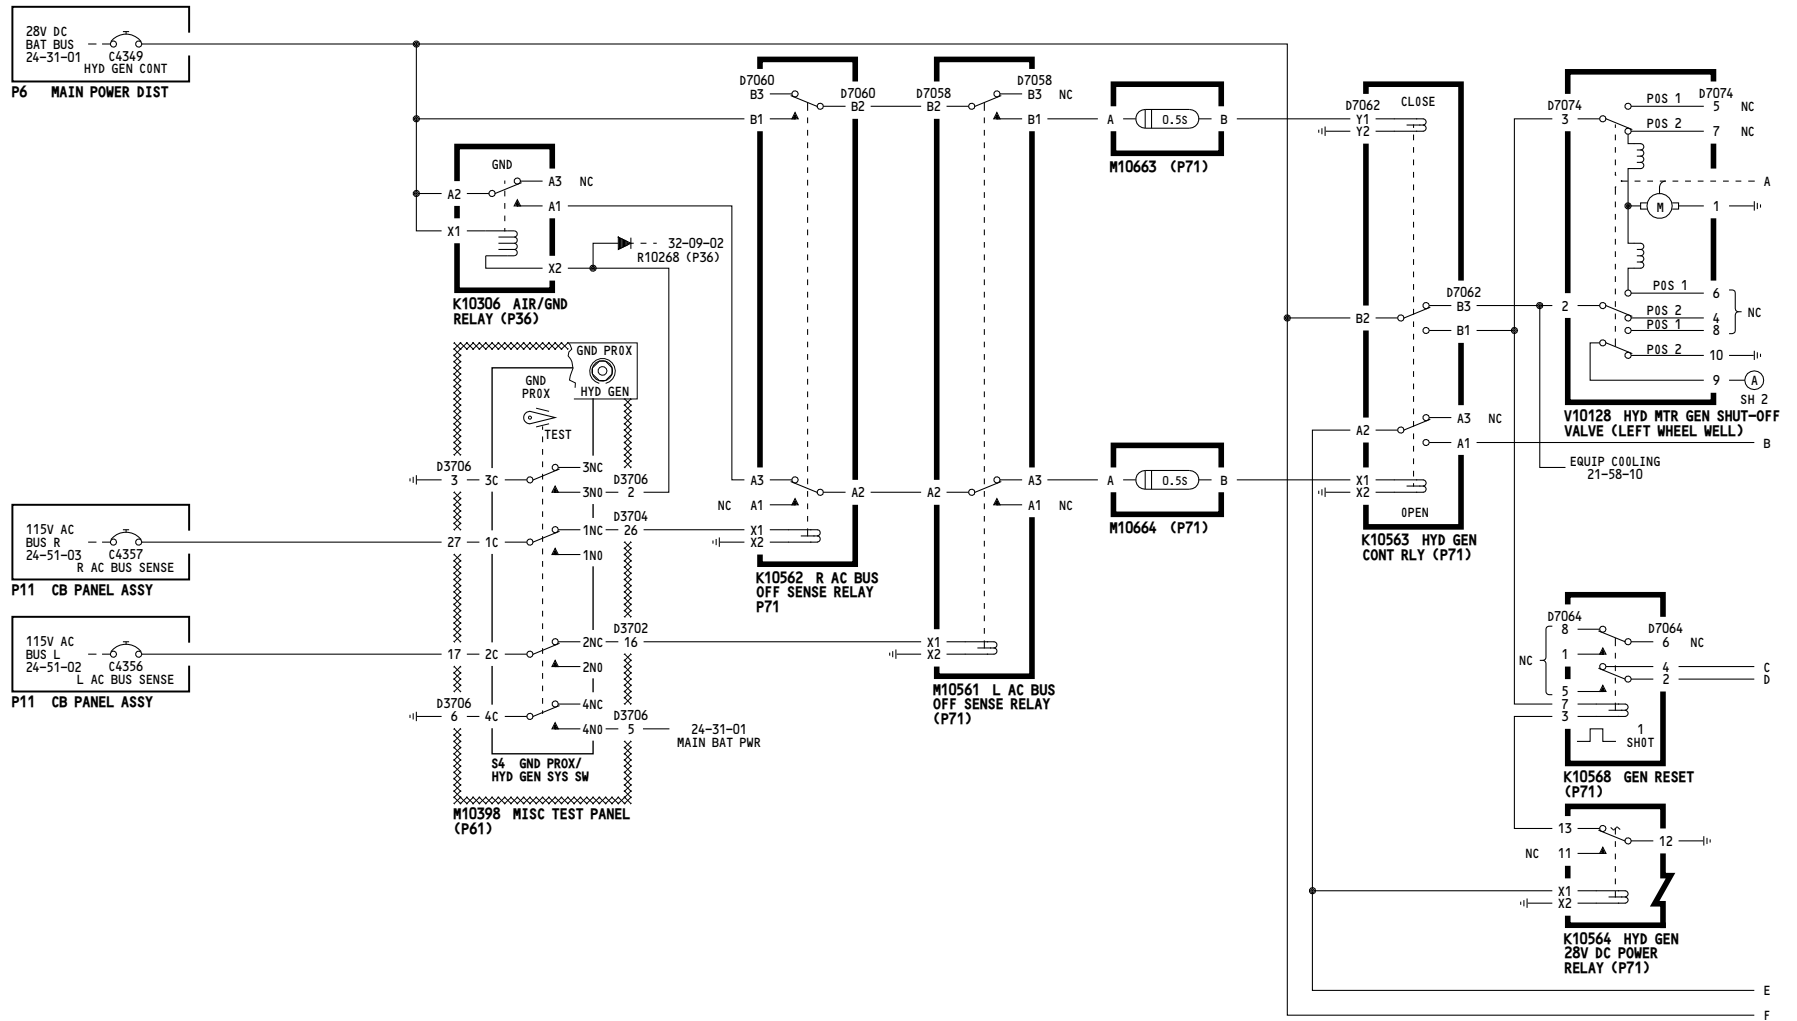 28V DC
BAT BUS
24-31-01
C4349
HYD GEN CONT
P6 MAIN POWER DIST
GND
A2
A3 NC
A1
X1
X2
K10306 AIR/GND
RELAY (P36)
32-09-02
R10268 (P36)
GND PROX
HYD GEN
GND
PROX
TEST
D3706
3 3C
3NC
D3706
3NO 2
D3704
1NC 26
27 1C
1NO
D3702
2NC 16
17 2C
2NO
D3706
6 4C
4NC
D3706
4NO 5
24-31-01
MAIN BAT PWR
S4 GND PROX/
HYD GEN SYS SW
M10398 MISC TEST PANEL
(P61)
115V AC
BUS R
24-51-03
C4357
R AC BUS SENSE
P11 CB PANEL ASSY
115V AC
BUS L
24-51-02
C4356
L AC BUS SENSE
P11 CB PANEL ASSY
D7060
B3
B1
D7060
B2
A3
NC A1
A2
X1
X2
K10562 R AC BUS
OFF SENSE RELAY
P71
D7058
B2
D7058
B3 NC
B1
A2
A3
A1 NC
X1
X2
M10561 L AC BUS
OFF SENSE RELAY
(P71)
A 0.5S B
M10663 (P71)
A 0.5S B
M10664 (P71)
D7062
CLOSE
Y1
Y2
B2
D7062
B3
B1
A2
A3 NC
A1
X1
X2
OPEN
K10563 HYD GEN
CONT RLY (P71)
D7074
3
D7074
POS 1 5 NC
POS 2 7 NC
A
M 1
2
POS 1 6
POS 2 4 NC
POS 1 8
POS 2 10
9 A
SH 2
V10128 HYD MTR GEN SHUT-OFF
VALVE (LEFT WHEEL WELL)
B
EQUIP COOLING
21-58-10
D7064
8
D7064
6 NC
NC 1
4 C
2 D
5
7
3
1
SHOT
K10568 GEN RESET
(P71)
13
12
NC 11
X1
X2
K10564 HYD GEN
28V DC POWER
RELAY (P71)
E
F